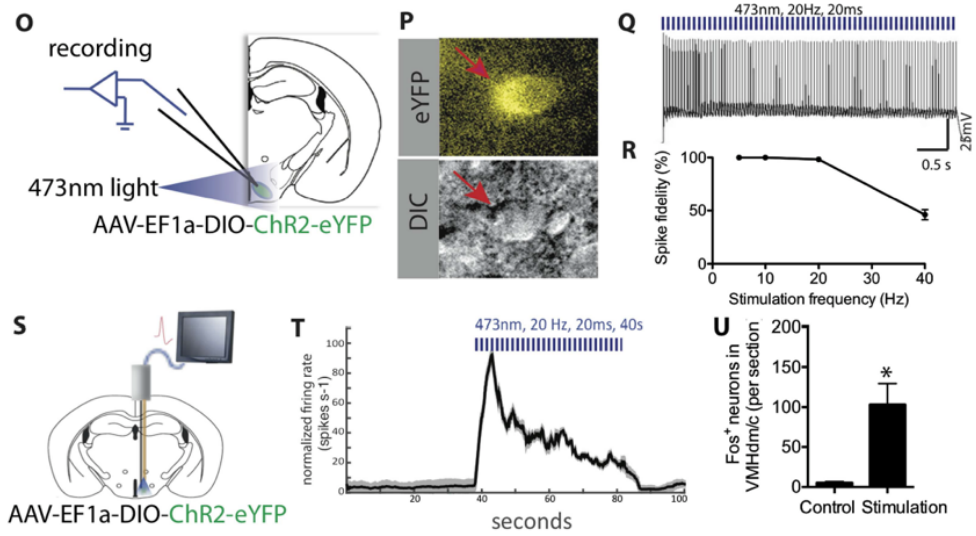 O
recording
473nm light
AAV-EF1a-DIO-ChR2-eYFP
P
eYFP
DIC
Q
473nm, 20Hz, 20ms
25mV
0.5 s
R
Spike fidelity (%)
100
50
0
0 10 20 30 40
Stimulation frequency (Hz)
S
AAV-EF1a-DIO-ChR2-eYFP
T
473nm, 20 Hz, 20ms, 40s
normalized firing rate
(spikes s-1)
100
80
60
40
20
0
20 40 60 80 100
seconds
U
Fos+ neurons in
VMHdm/c (per section)
200
150
100
50
0
*
Control Stimulation